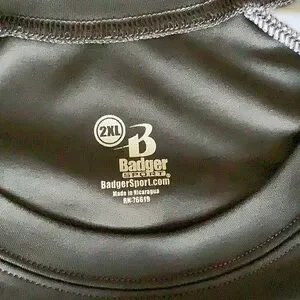 2XL
B
Badger
SPORT
BadgerSport.com
Made in Nicaragua
RN-76619